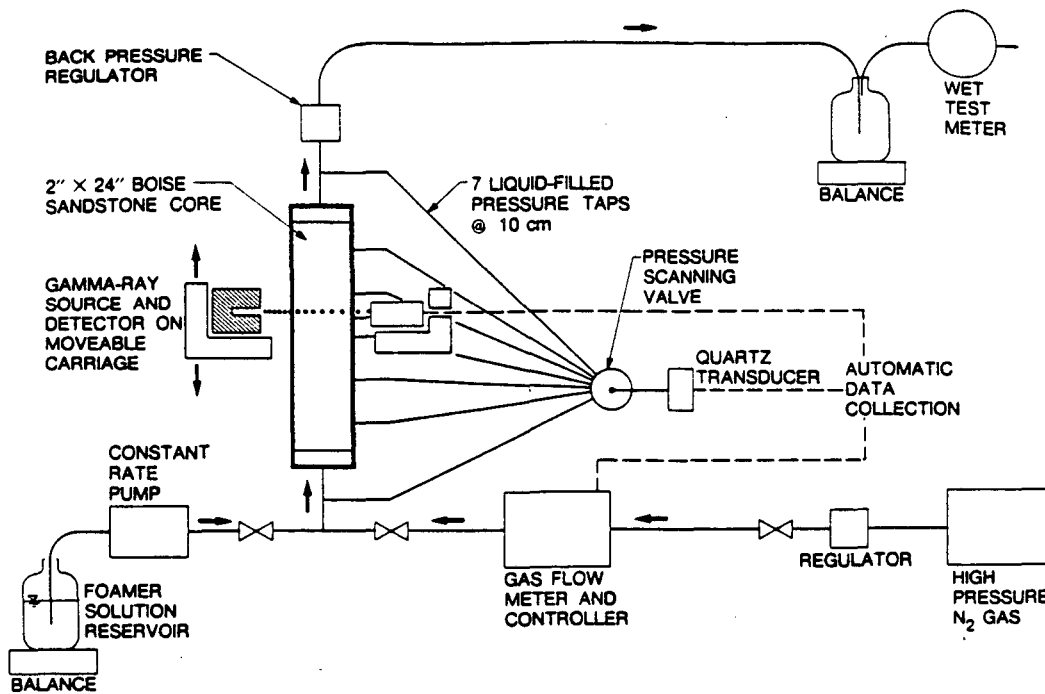 BACK PRESSURE
REGULATOR
WET
TEST
METER
BALANCE
2" × 24" BOISE
SANDSTONE CORE
7 LIQUID-FILLED
PRESSURE TAPS
@ 10 cm
GAMMA-RAY
SOURCE AND
DETECTOR ON
MOVEABLE
CARRIAGE
PRESSURE
SCANNING
VALVE
QUARTZ
TRANSDUCER
AUTOMATIC
DATA
COLLECTION
CONSTANT
RATE
PUMP
FOAMER
SOLUTION
RESERVOIR
BALANCE
GAS FLOW
METER AND
CONTROLLER
REGULATOR
HIGH
PRESSURE
N₂ GAS